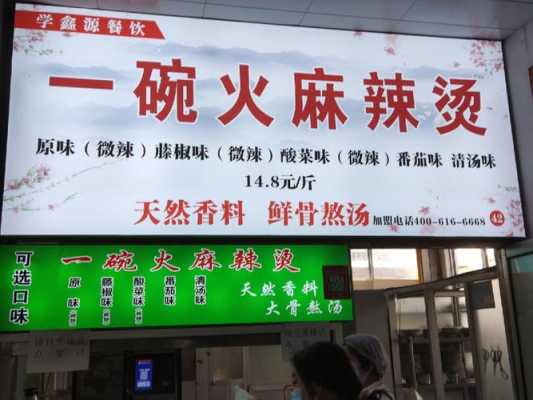 学鑫源餐饮
一碗火麻辣烫
原味（微辣）藤椒味（微辣）酸菜味（微辣）番茄味 清汤味
14.8元/斤
天然香料 鲜骨熬汤 加盟电话400-616-6668 42
一碗火麻辣烫
可选口味
原味
藤椒味
酸菜味
番茄味
清汤味
天然香料
大骨熬汤